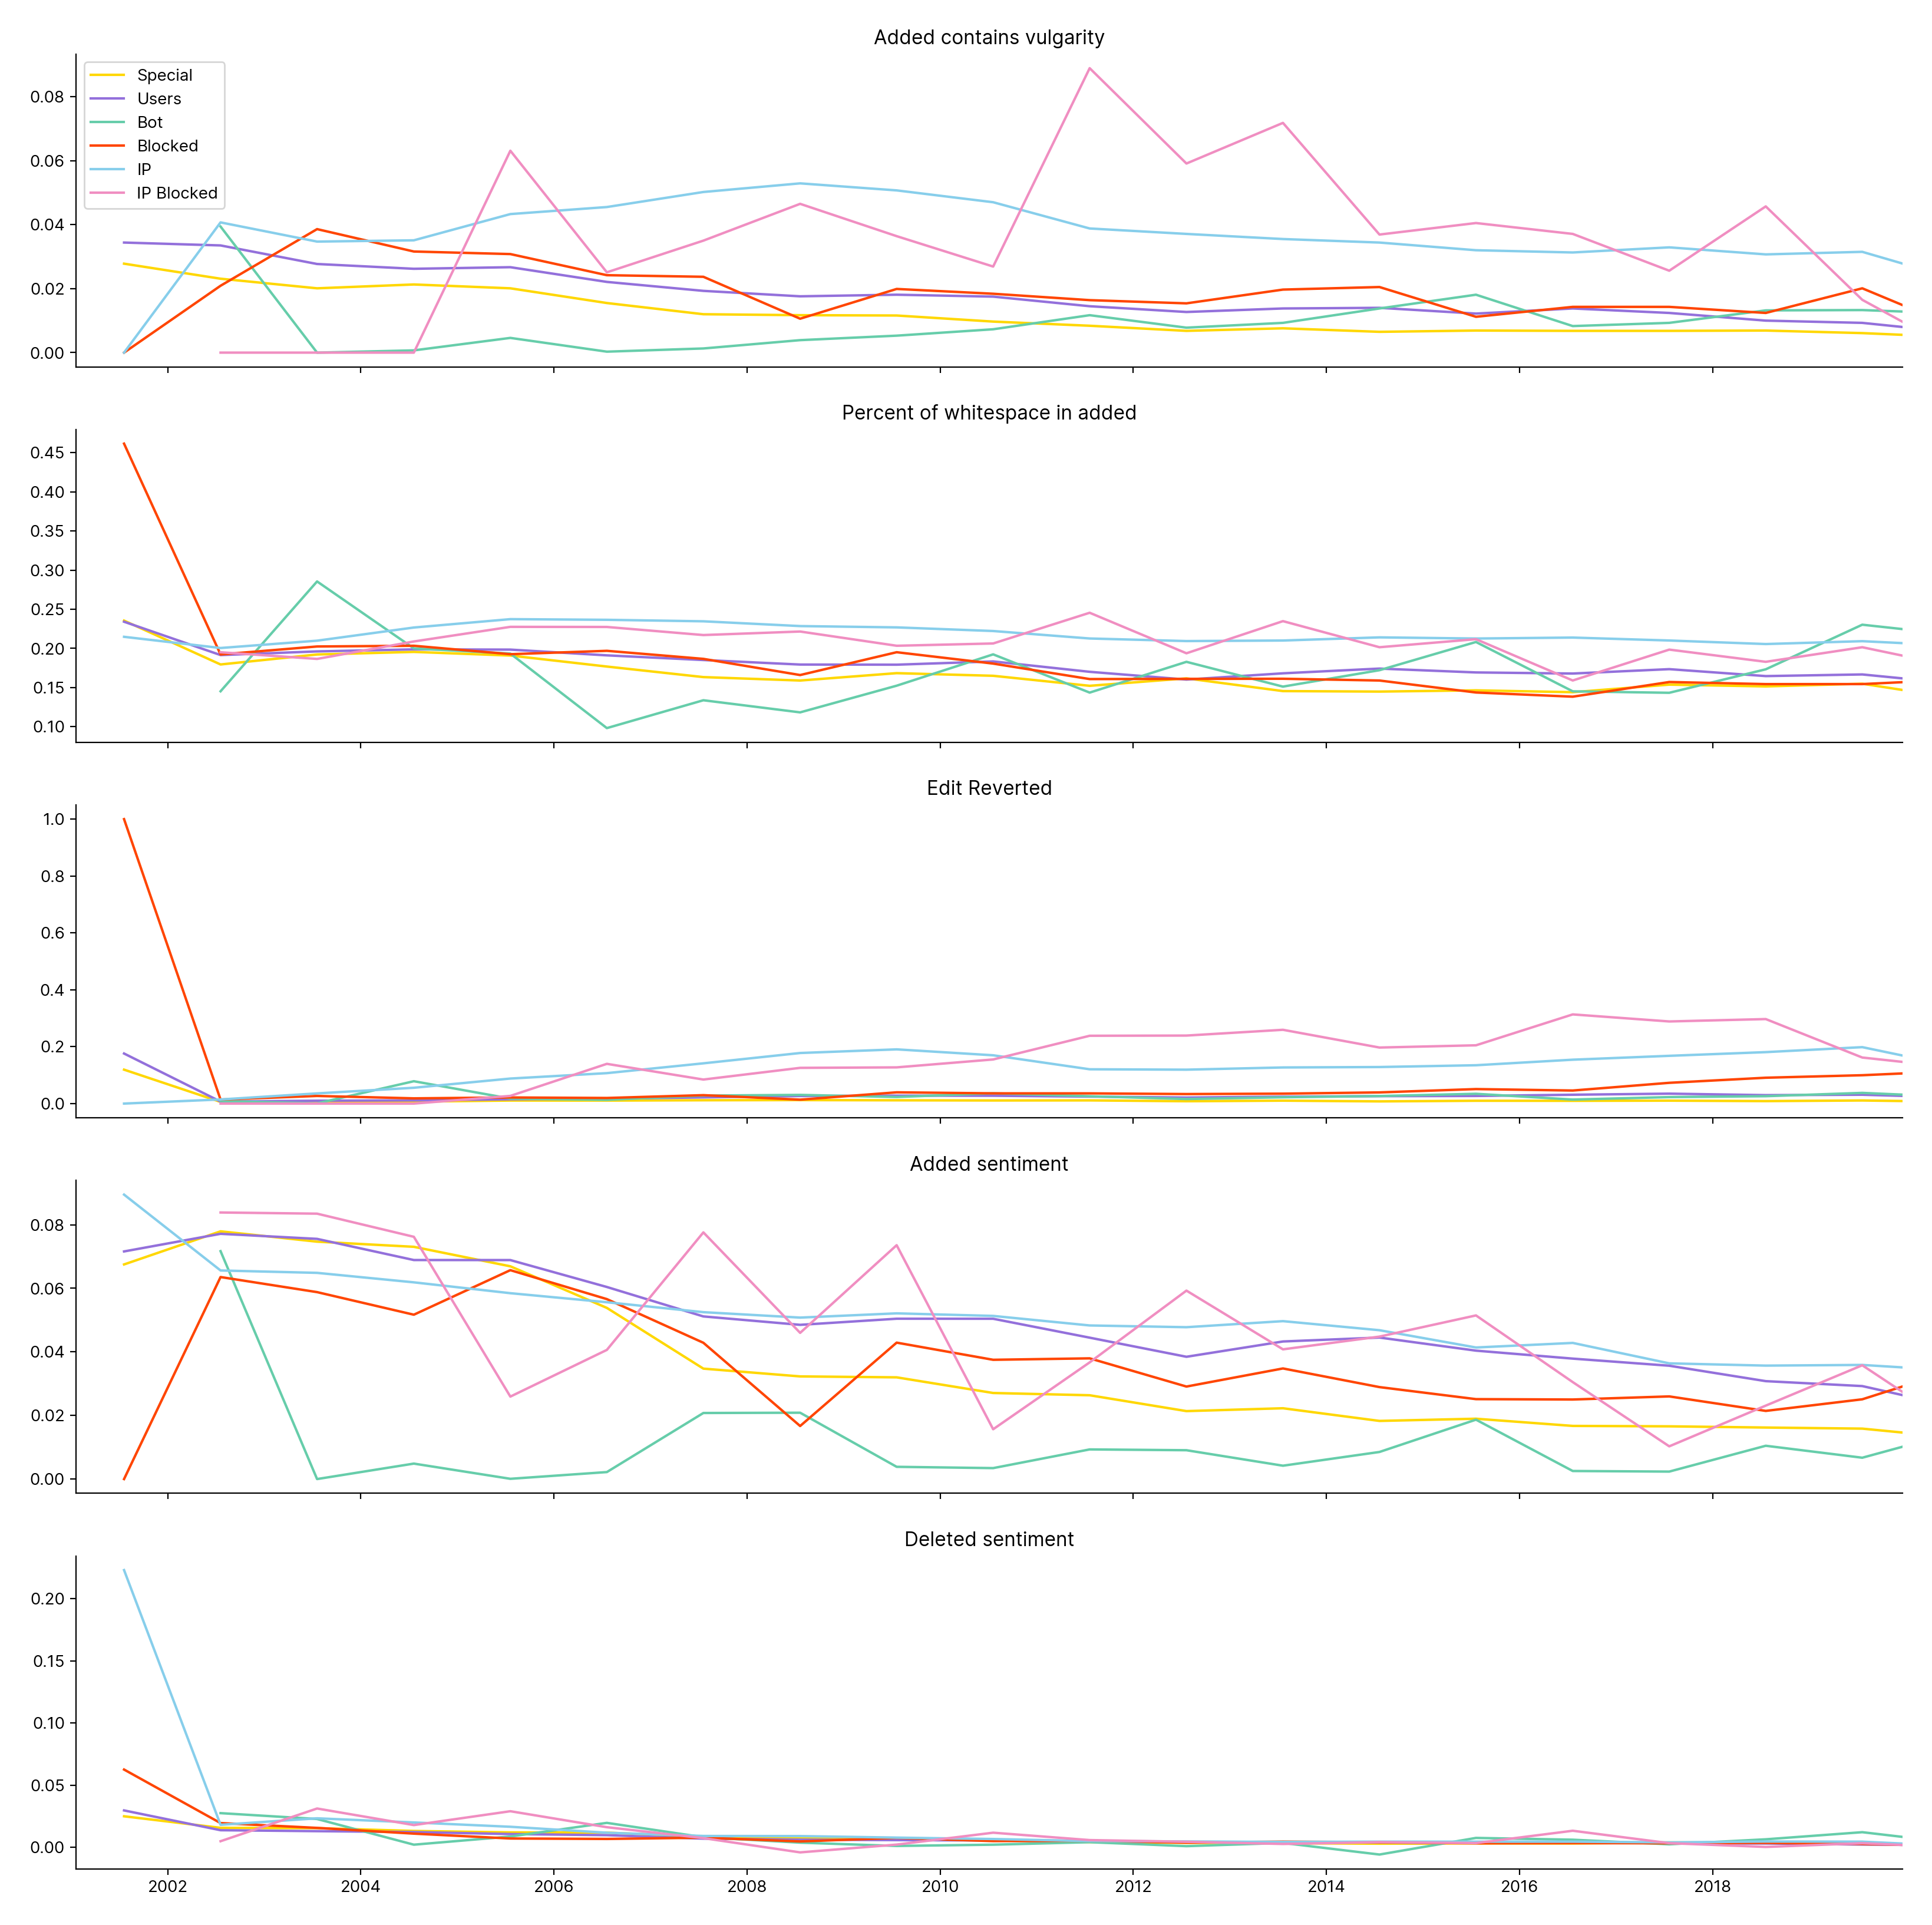 Added contains vulgarity
Special
Users
Bot
Blocked
IP
IP Blocked
0.08
0.06
0.04
0.02
0.00
Percent of whitespace in added
0.45
0.40
0.35
0.30
0.25
0.20
0.15
0.10
Edit Reverted
1.0
0.8
0.6
0.4
0.2
0.0
Added sentiment
0.08
0.06
0.04
0.02
0.00
Deleted sentiment
0.20
0.15
0.10
0.05
0.00
2002 2004 2006 2008 2010 2012 2014 2016 2018